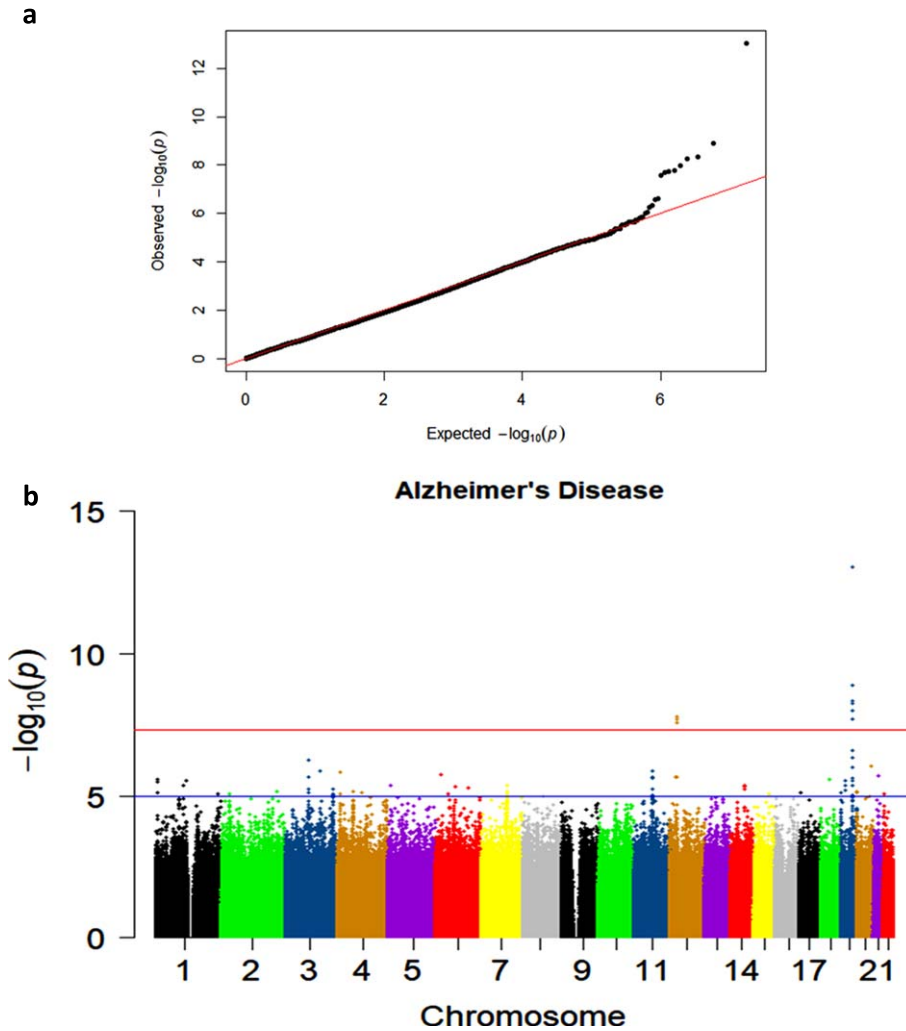 a
12
10
8
6
4
2
0
Observed −log10(p)
0 2 4 6
Expected −log10(p)
b
Alzheimer's Disease
15
10
5
0
−log10(p)
1 2 3 4 5 7 9 11 14 17 21
Chromosome